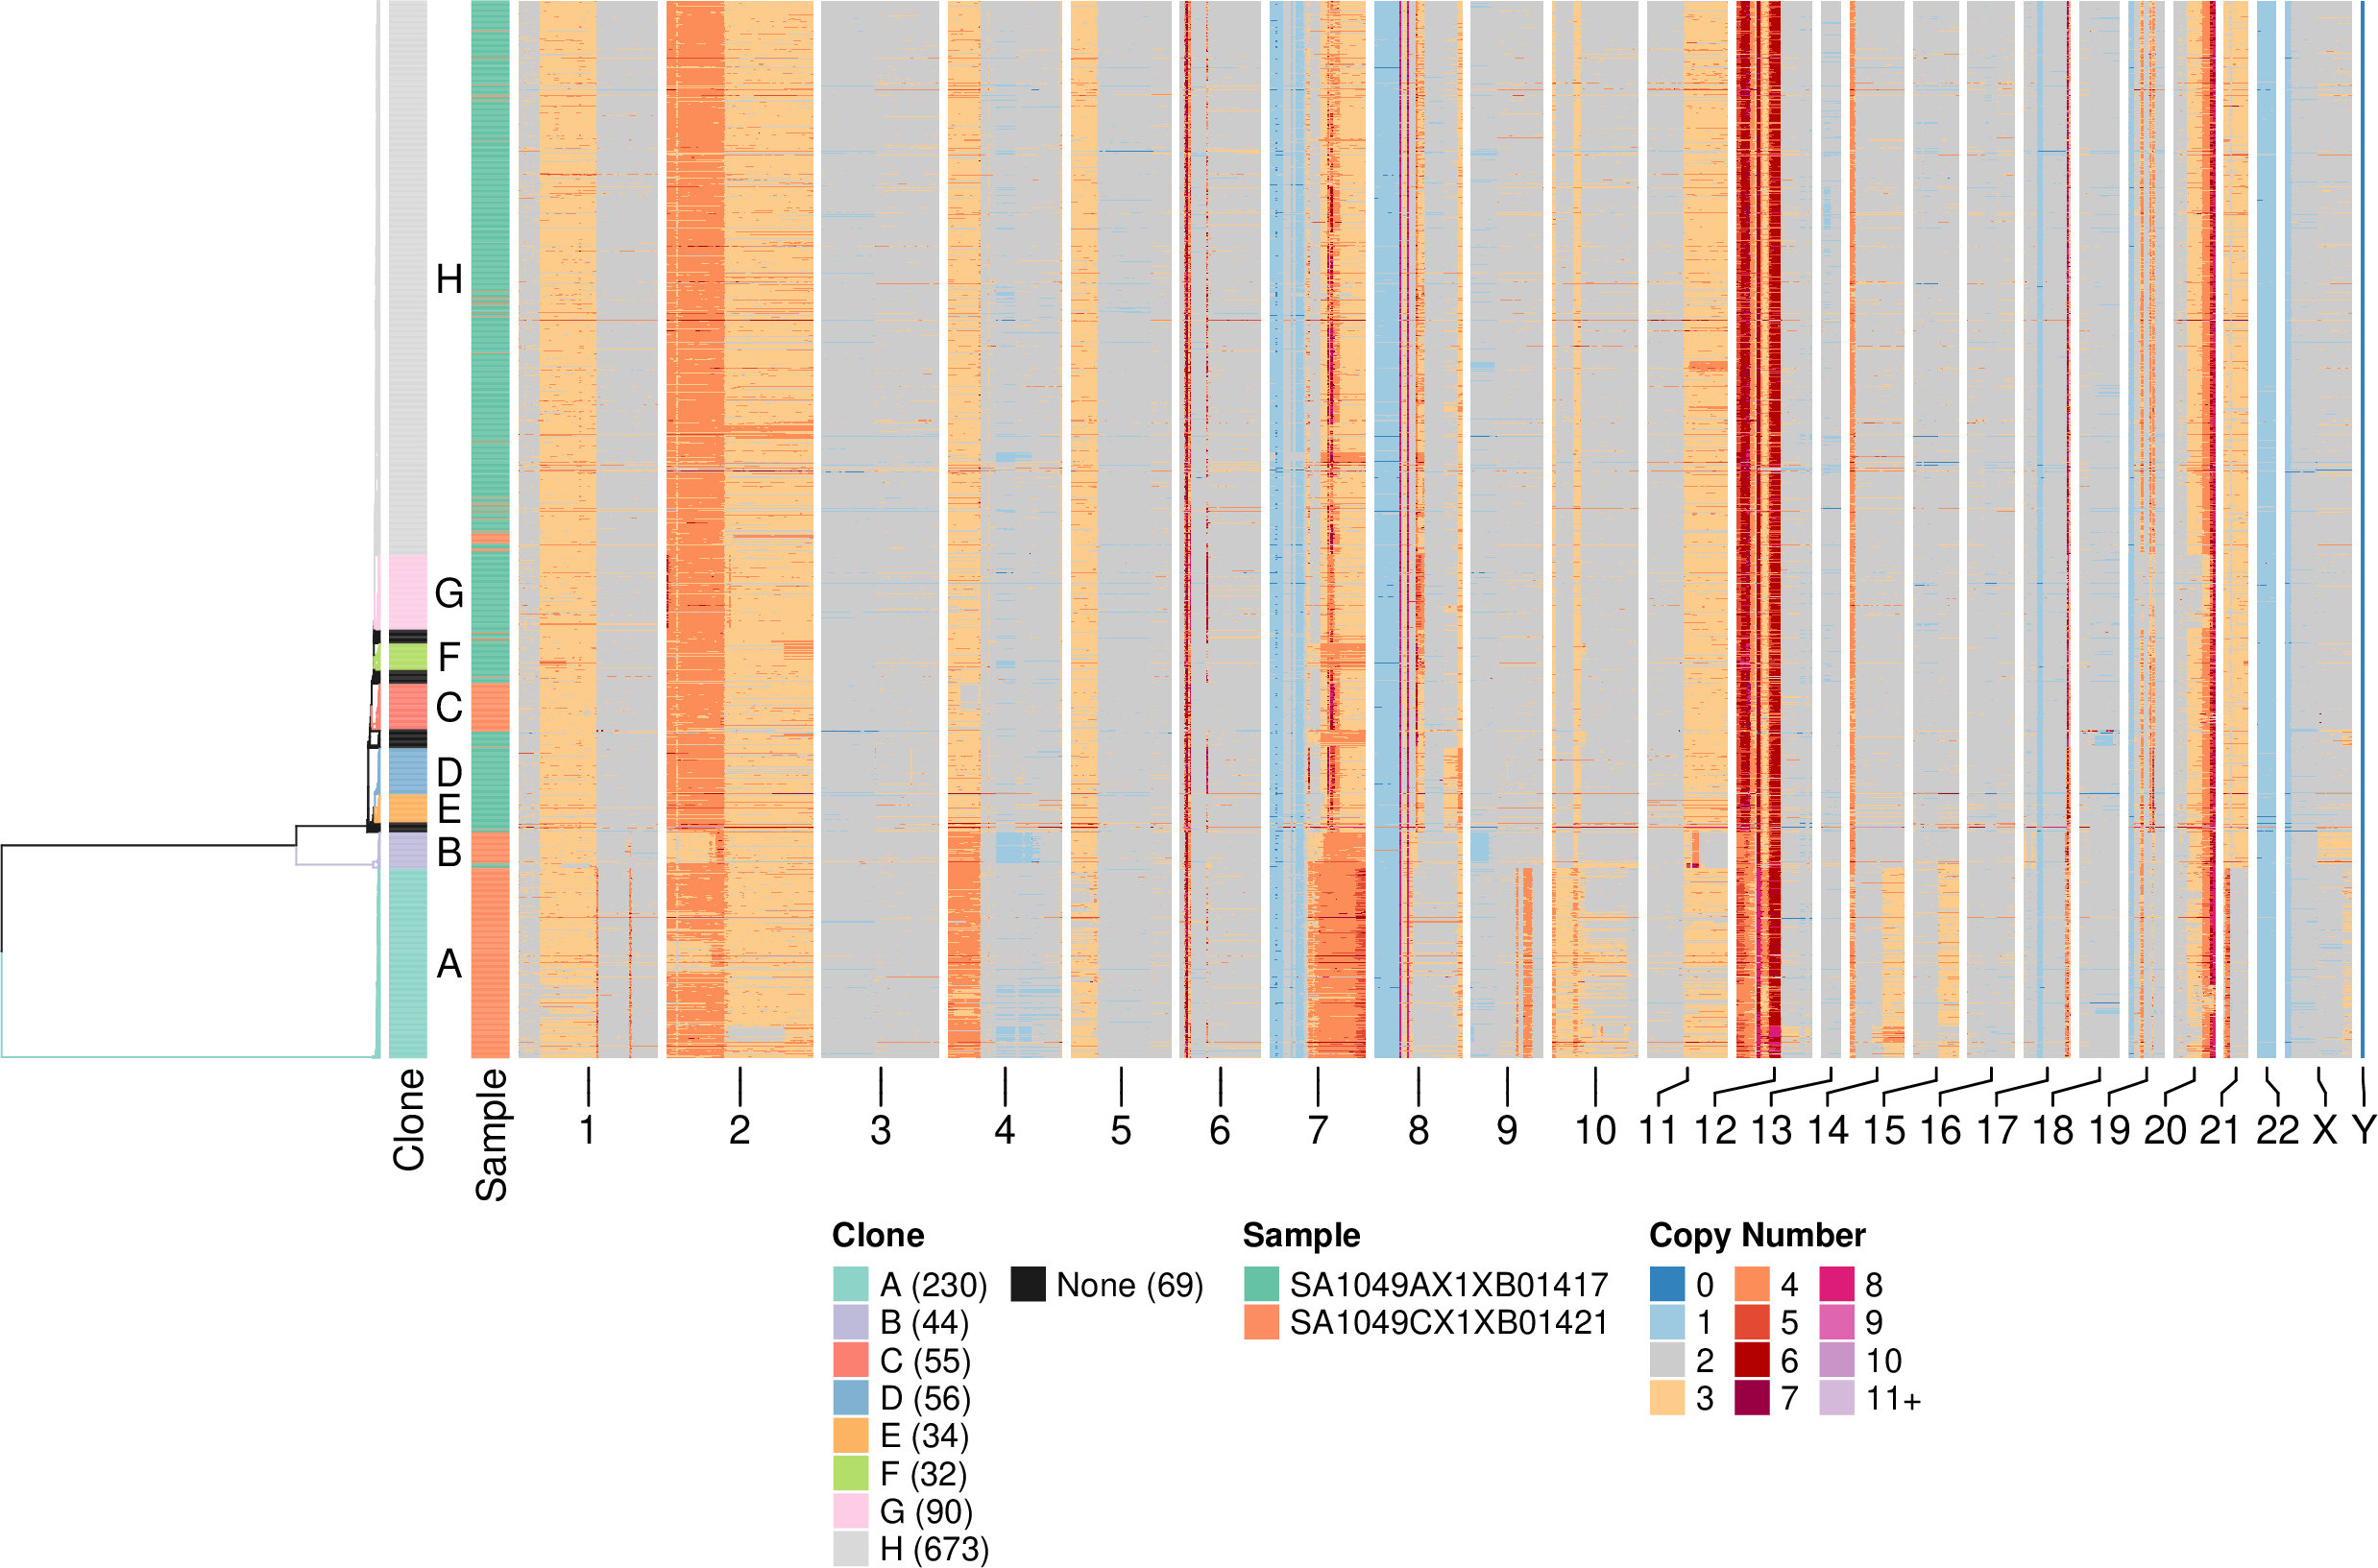 H
G
F
C
D
E
B
A
Clone
Sample
1 2 3 4 5 6 7 8 9 10 11 12 13 14 15 16 17 18 19 20 21 22 X Y
Clone
A (230)
B (44)
C (55)
D (56)
E (34)
F (32)
G (90)
H (673)
None (69)
Sample
SA1049AX1XB01417
SA1049CX1XB01421
Copy Number
0
1
2
3
4
5
6
7
8
9
10
11+